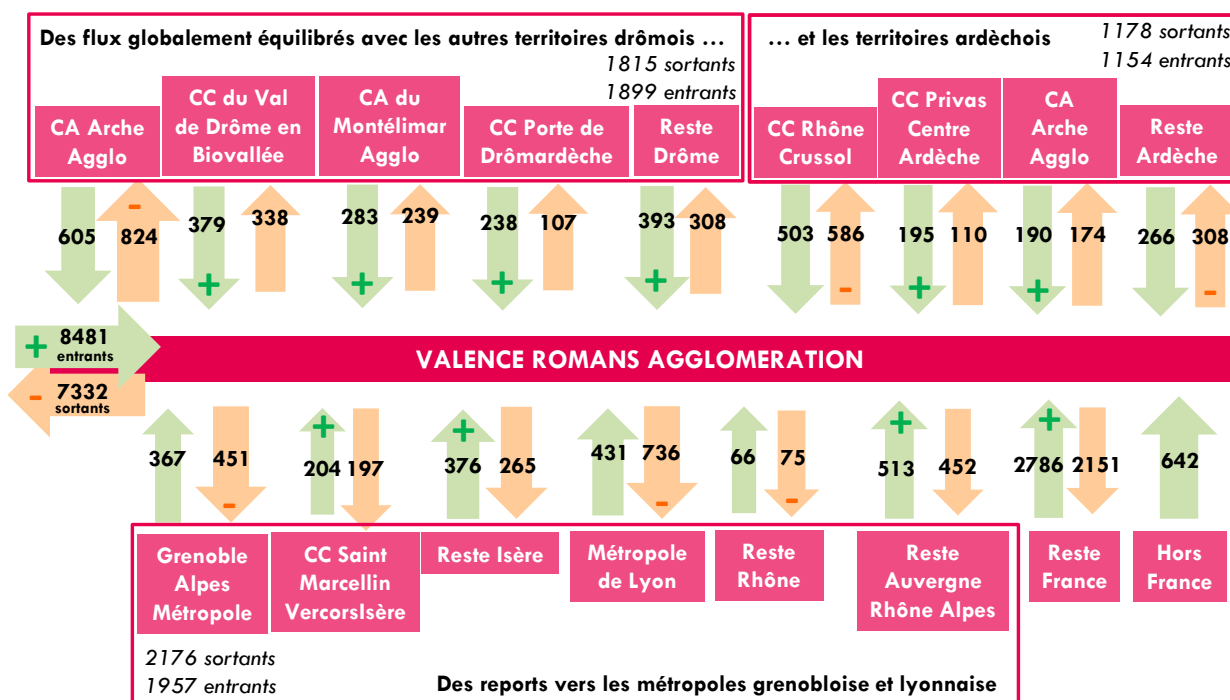 Des flux globalement équilibrés avec les autres territoires drômois ...
1815 sortants
1899 entrants
... et les territoires ardèchois
1178 sortants
1154 entrants
CA Arche
Agglo
CC du Val
de Drôme en
Biovallée
CA du
Montélimar
Agglo
CC Porte de
Drômardèche
Reste
Drôme
CC Rhône
Crussol
CC Privas
Centre
Ardèche
CA
Arche
Agglo
Reste
Ardèche
605
-
824
379
+
338
283
+
239
238
+
107
393
+
308
503
586
-
195
+
110
190
+
174
266
308
-
+ 8481
entrants
VALENCE ROMANS AGGLOMERATION
- 7332
sortants
367
451
-
+
204
197
+
376
265
431
736
-
66
75
-
+
513
452
+
2786
2151
642
Grenoble
Alpes
Métropole
CC Saint
Marcellin
VercorsIsère
Reste Isère
Métropole
de Lyon
Reste
Rhône
Reste
Auvergne
Rhône Alpes
Reste
France
Hors
France
2176 sortants
1957 entrants
Des reports vers les métropoles grenobloise et lyonnaise